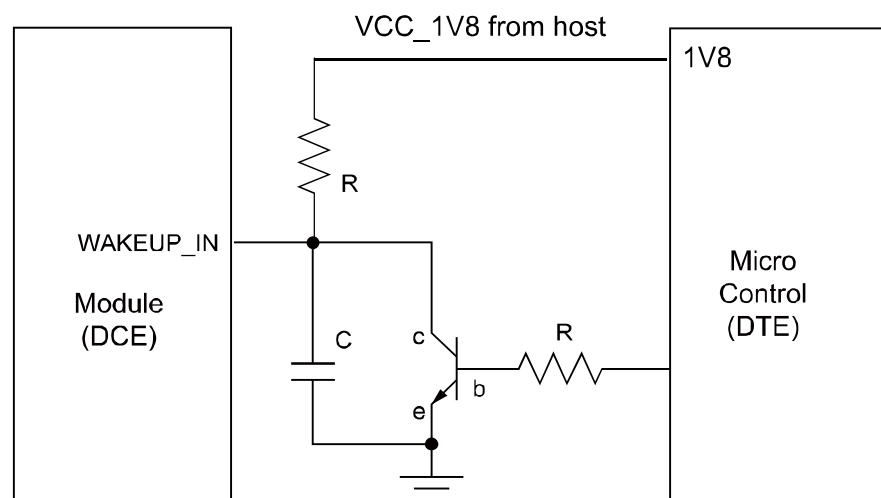 VCC_1V8 from host
1V8
R
WAKEUP_IN
Module
(DCE)
Micro
Control
(DTE)
C
c
R
b
e